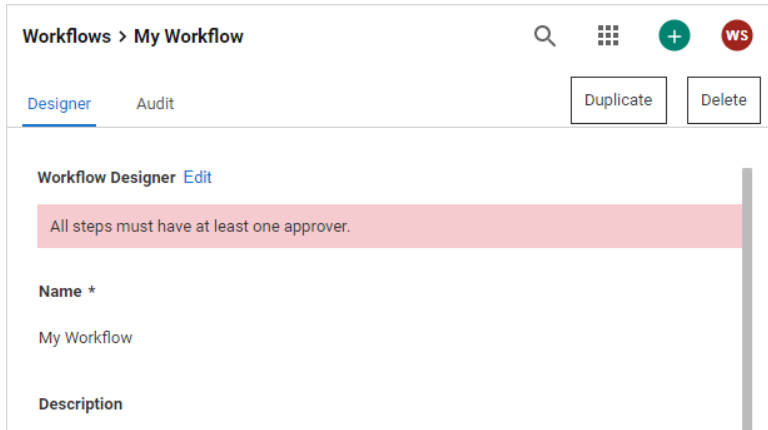 Workflows > My Workflow
+
WS
Designer
Audit
Duplicate
Delete
Workflow Designer Edit
All steps must have at least one approver.
Name *
My Workflow
Description